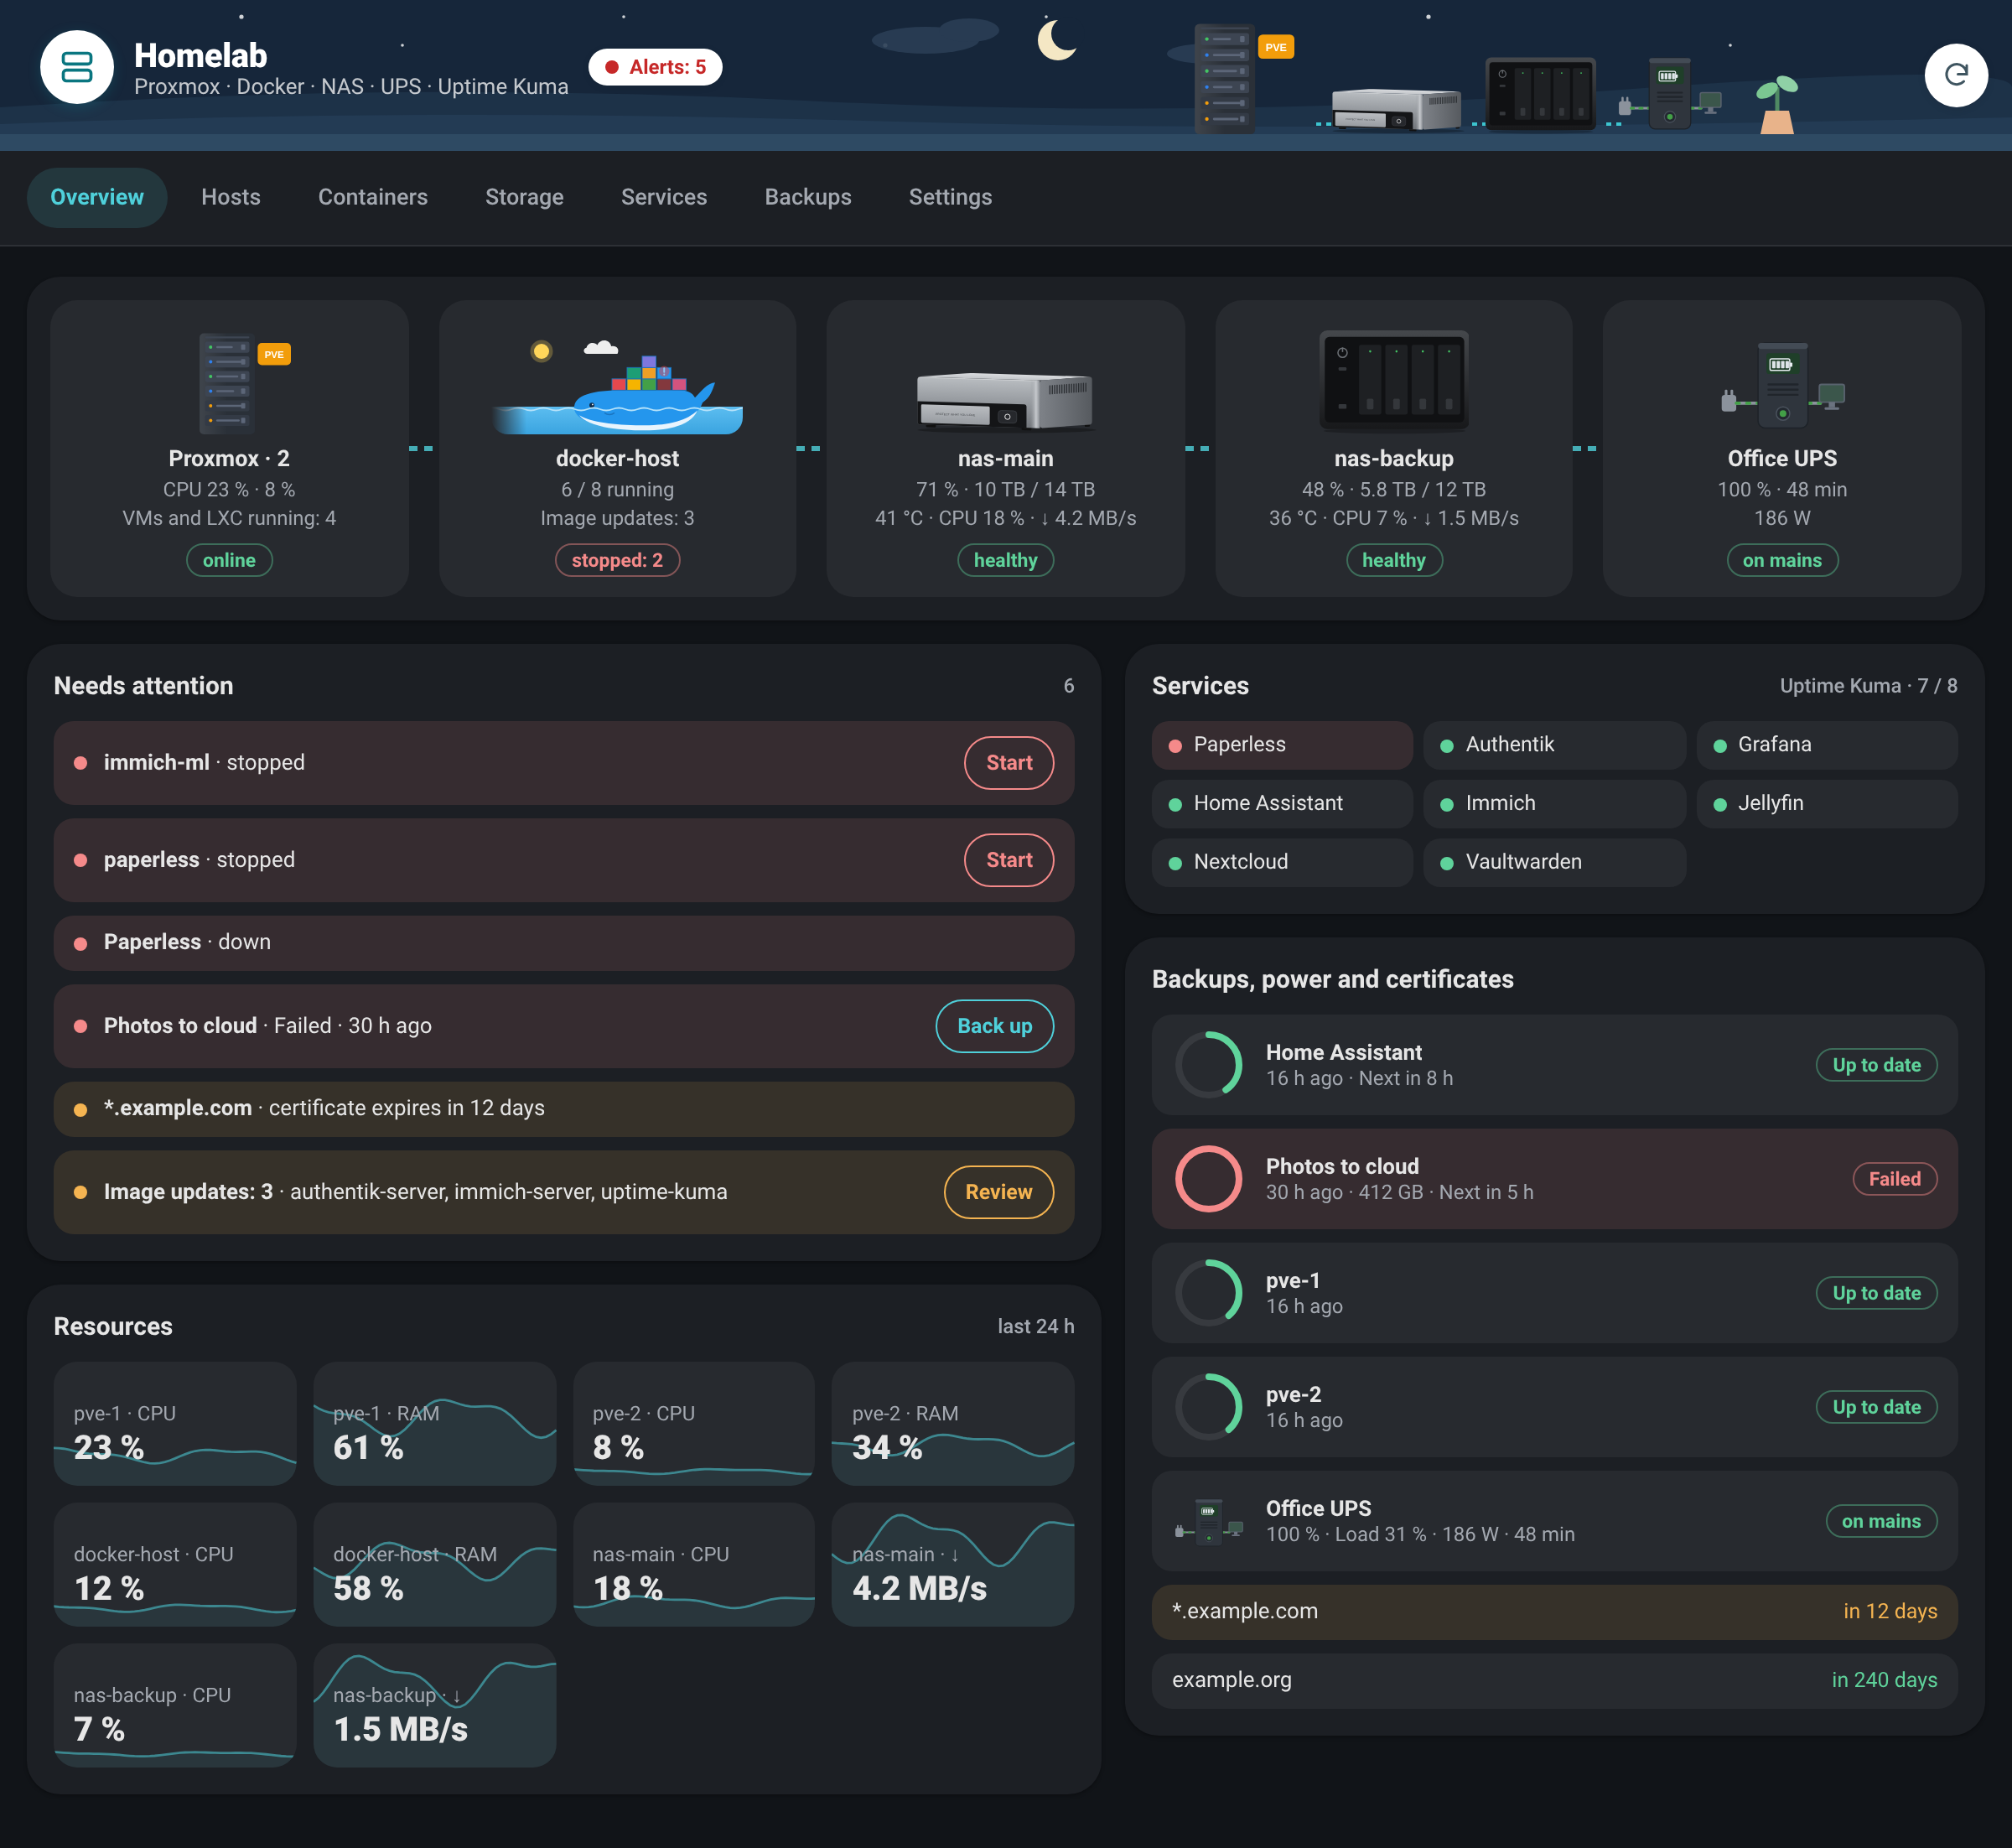 Homelab
Proxmox · Docker · NAS · UPS · Uptime Kuma
Alerts: 5
PVE
Overview
Hosts
Containers
Storage
Services
Backups
Settings
PVE
Proxmox · 2
CPU 23 % · 8 %
VMs and LXC running: 4
online
docker-host
6 / 8 running
Image updates: 3
stopped: 2
nas-main
71 % · 10 TB / 14 TB
41 °C · CPU 18 % · ↓ 4.2 MB/s
healthy
nas-backup
48 % · 5.8 TB / 12 TB
36 °C · CPU 7 % · ↓ 1.5 MB/s
healthy
Office UPS
100 % · 48 min
186 W
on mains
Needs attention
6
immich-ml · stopped
Start
paperless · stopped
Start
Paperless · down
Photos to cloud · Failed · 30 h ago
Back up
*.example.com · certificate expires in 12 days
Image updates: 3 · authentik-server, immich-server, uptime-kuma
Review
Resources
last 24 h
pve-1 · CPU
23 %
pve-1 · RAM
61 %
pve-2 · CPU
8 %
pve-2 · RAM
34 %
docker-host · CPU
12 %
docker-host · RAM
58 %
nas-main · CPU
18 %
nas-main · ↓
4.2 MB/s
nas-backup · CPU
7 %
nas-backup · ↓
1.5 MB/s
Services
Uptime Kuma · 7 / 8
Paperless
Authentik
Grafana
Home Assistant
Immich
Jellyfin
Nextcloud
Vaultwarden
Backups, power and certificates
Home Assistant
16 h ago · Next in 8 h
Up to date
Photos to cloud
30 h ago · 412 GB · Next in 5 h
Failed
pve-1
16 h ago
Up to date
pve-2
16 h ago
Up to date
Office UPS
100 % · Load 31 % · 186 W · 48 min
on mains
*.example.com
in 12 days
example.org
in 240 days